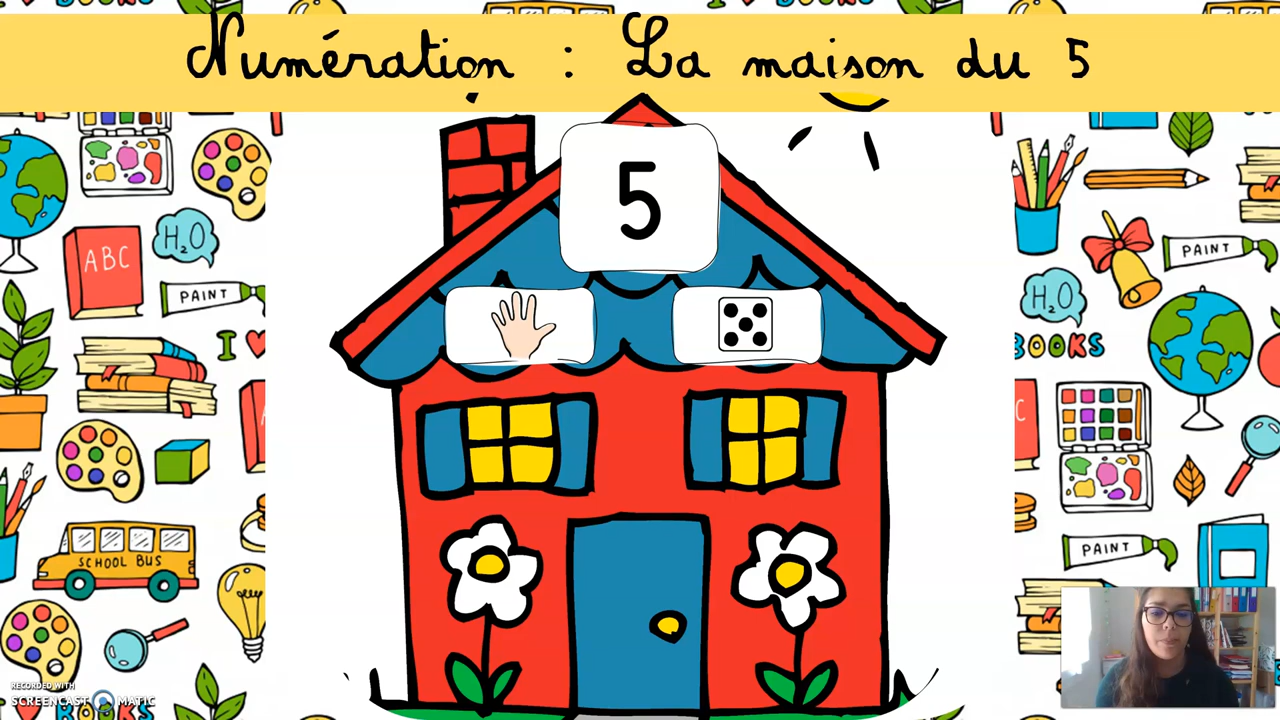 I ♥ BOOKS
Numération : La maison du 5
5
ABC
H₂O
PAINT
I ♥
SCHOOL BUS
PAINT
H₂O
BOOKS
C
PAINT
RECORDED WITH
SCREENCAST MATIC
BOOKS